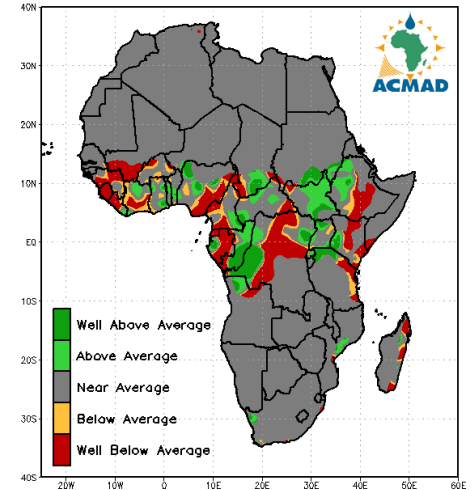 40N
ACMAD
30N
20N
10N
EQ
10S
20S
30S
40S
Well Above Average
Above Average
Near Average
Below Average
Well Below Average
20W
10W
0
10E
20E
30E
40E
50E
60E